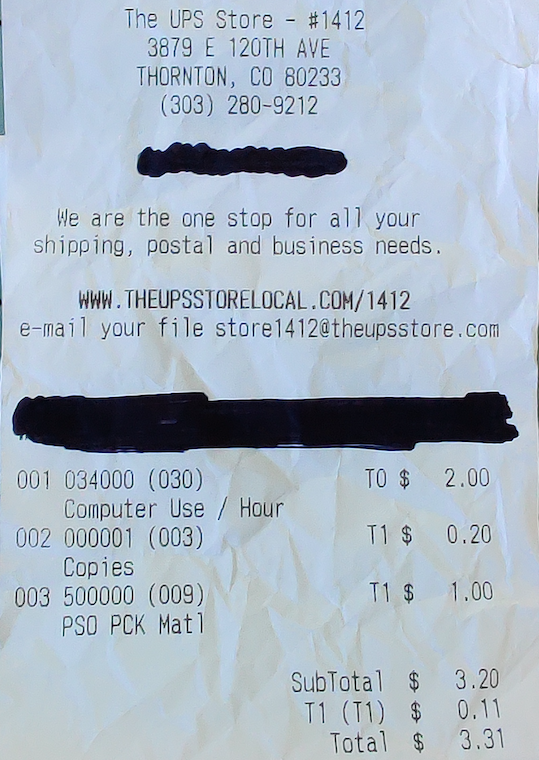 The UPS Store - #1412
3879 E 120TH AVE
THORNTON, CO 80233
(303) 280-9212
We are the one stop for all your
shipping, postal and business needs.
WWW.THEUPSSTORELOCAL.COM/1412
e-mail your file store1412@theupsstore.com
001 034000 (030) T0 $ 2.00
Computer Use / Hour
002 000001 (003) T1 $ 0.20
Copies
003 500000 (009) T1 $ 1.00
PSO PCK Matl
SubTotal $ 3.20
T1 (T1) $ 0.11
Total $ 3.31